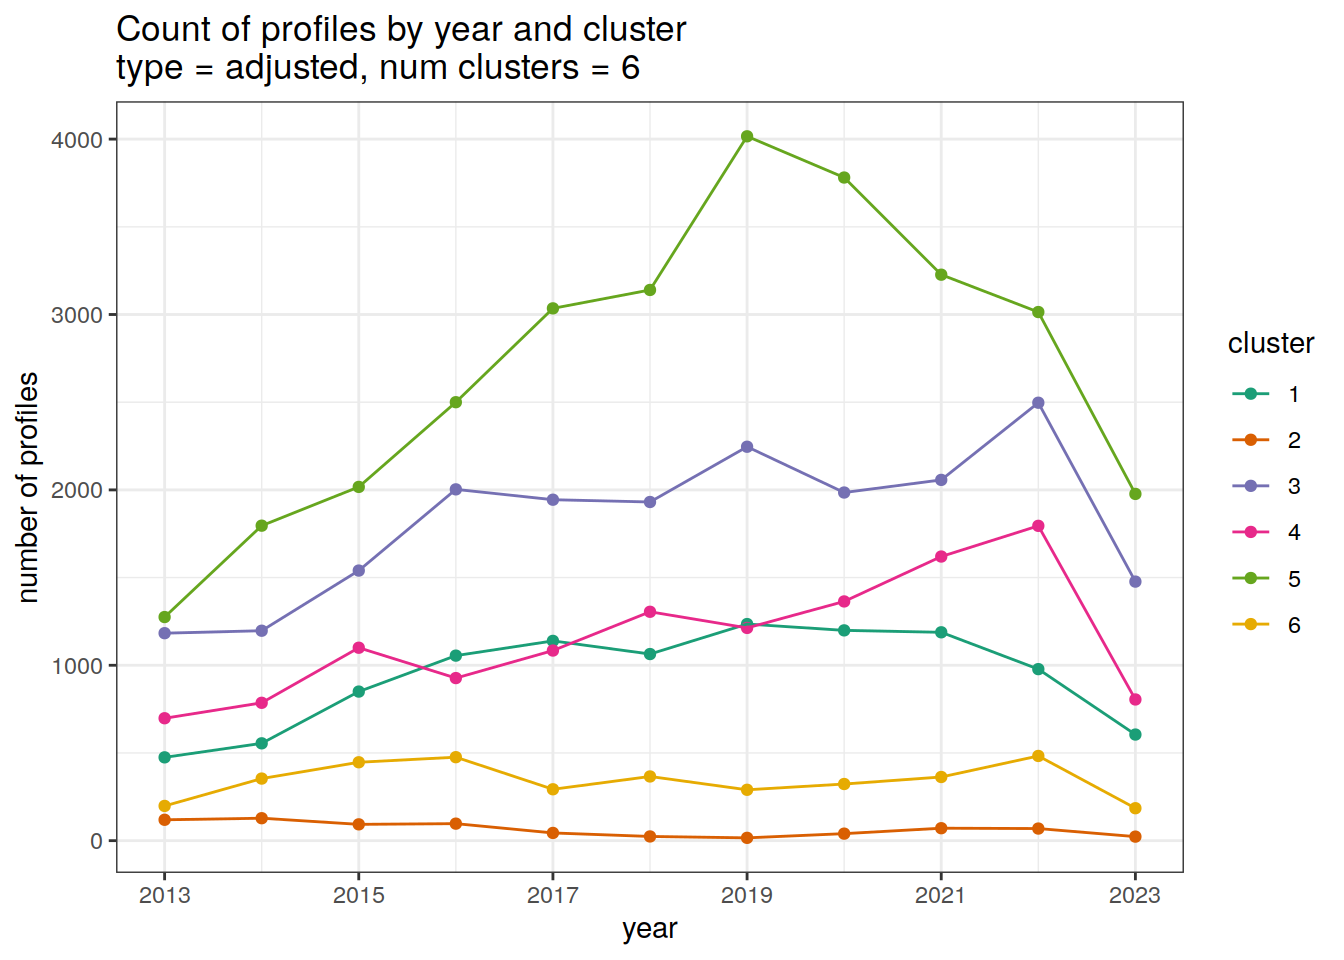 Count of profiles by year and cluster
type = adjusted, num clusters = 6
number of profiles
4000
3000
2000
1000
0
2013 2015 2017 2019 2021 2023
year
cluster
1
2
3
4
5
6